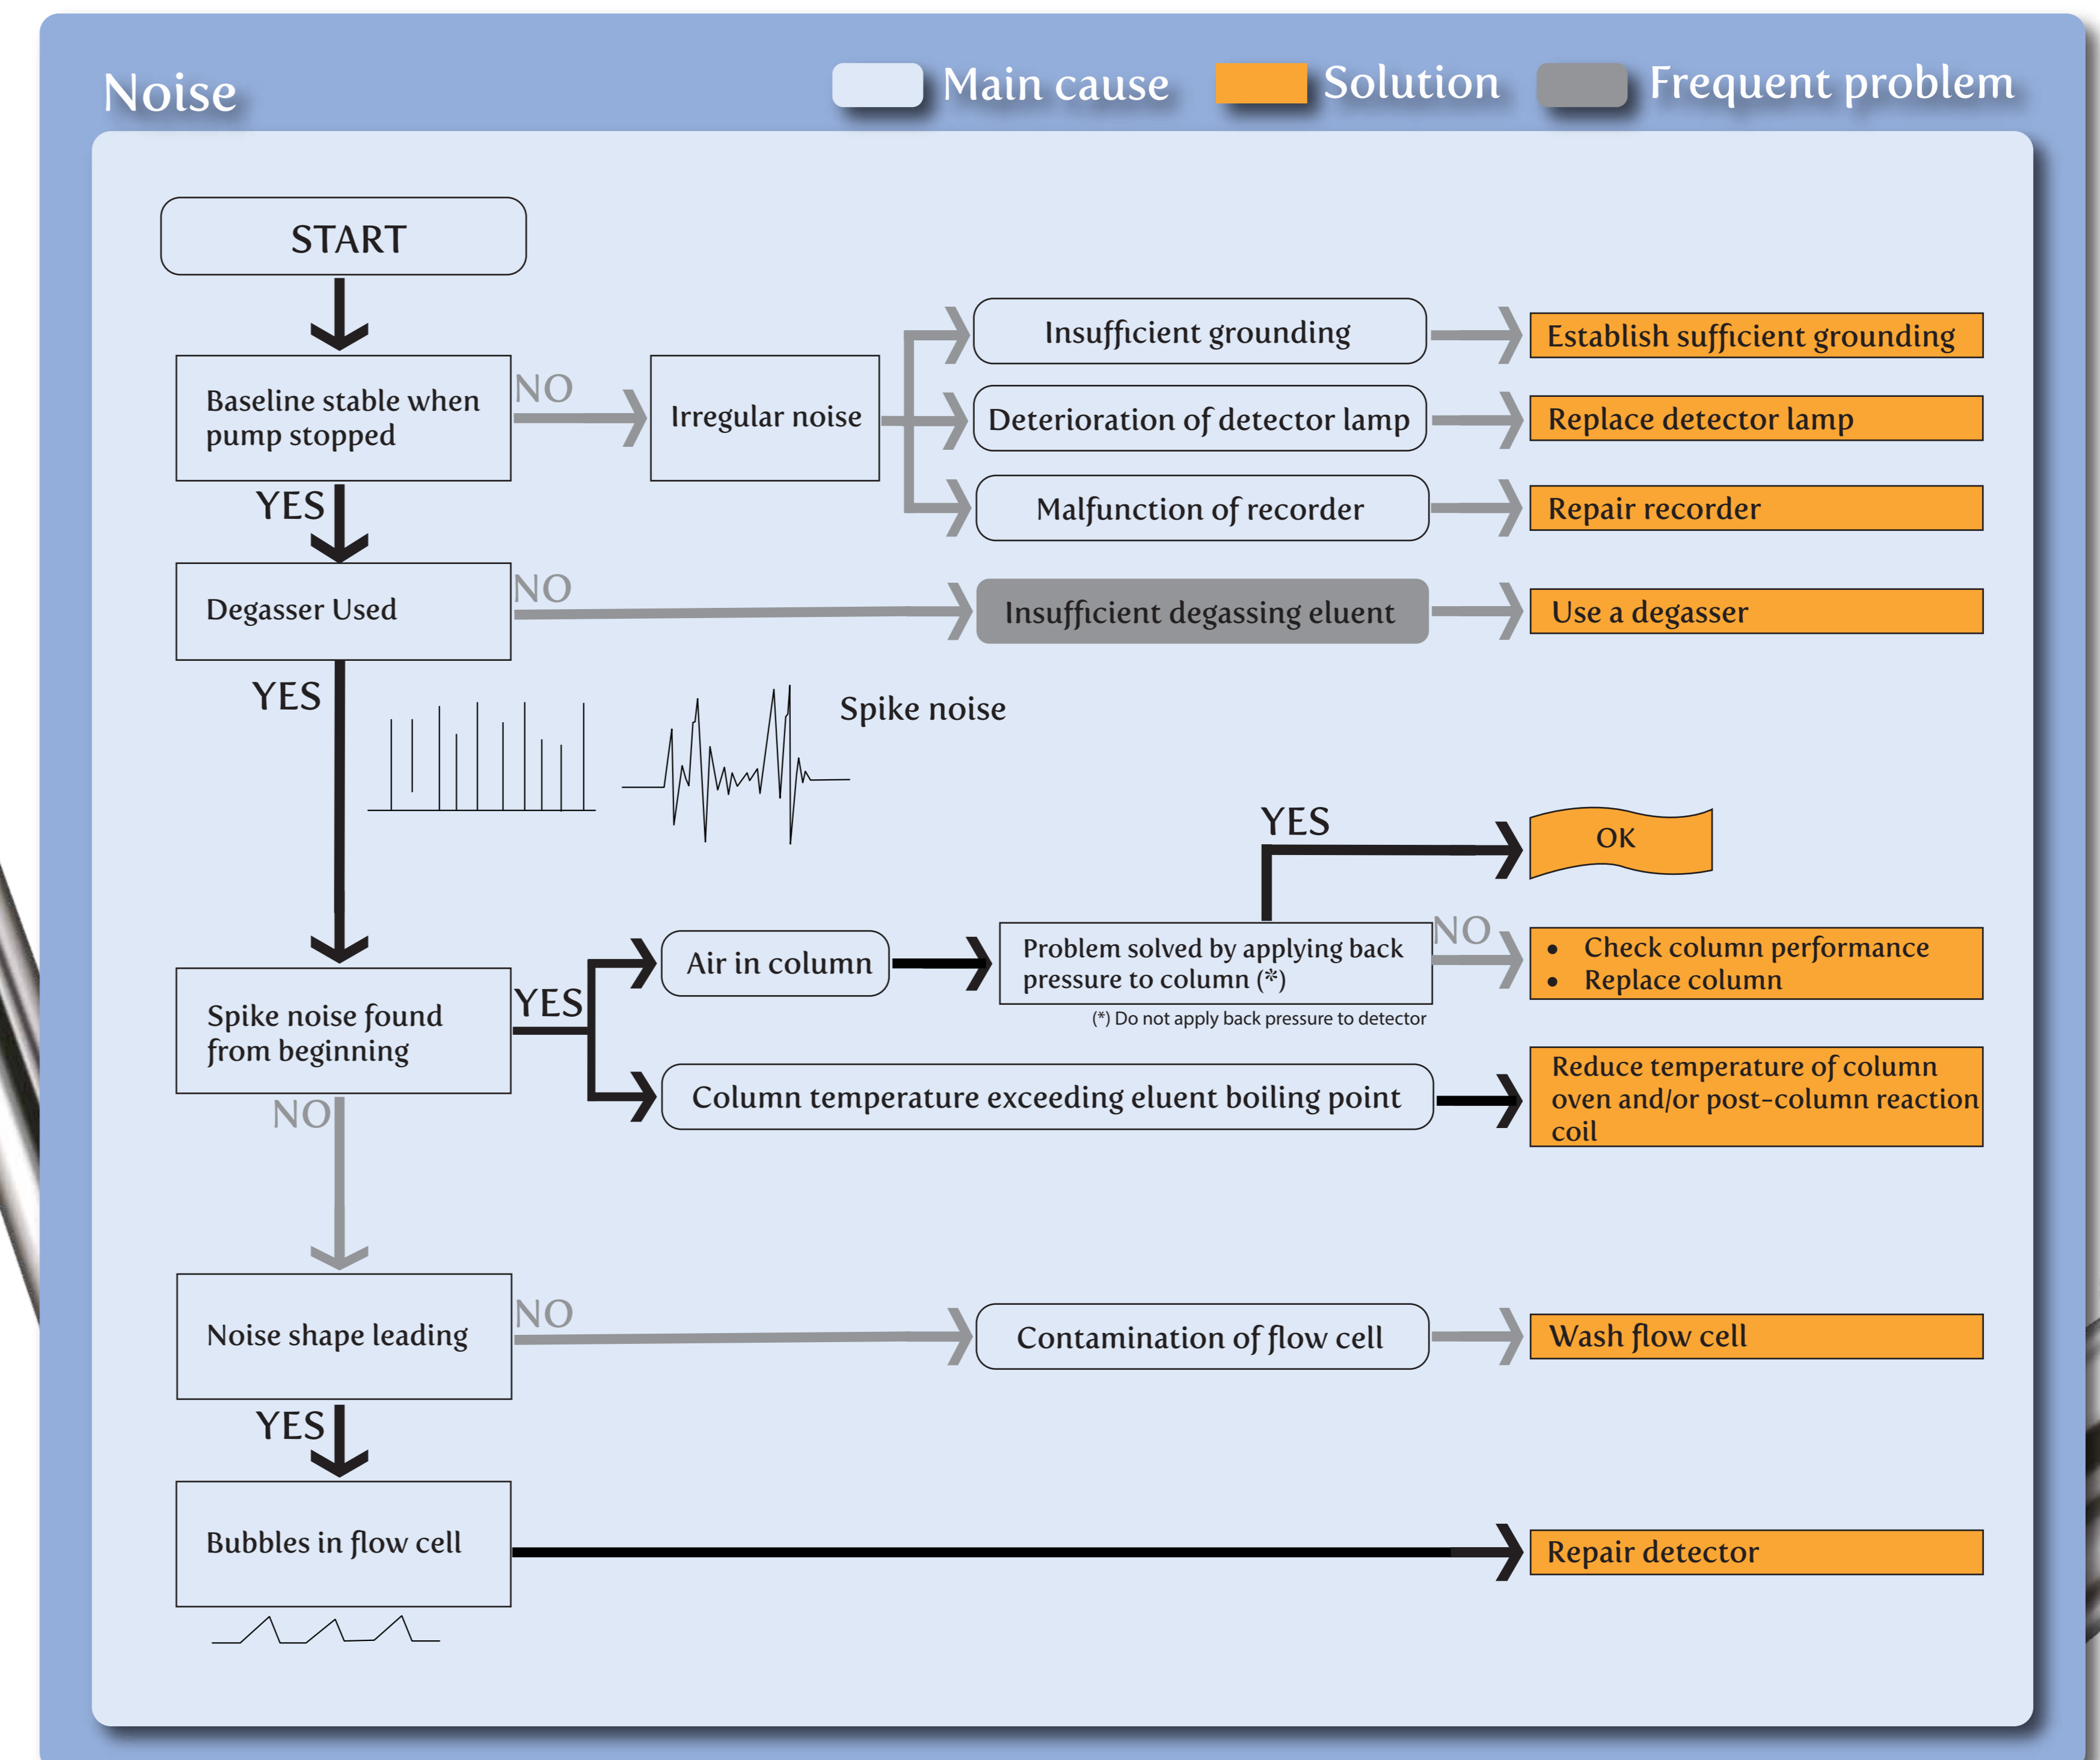 Noise
Main cause
Solution
Frequent problem
START
Baseline stable when
pump stopped
NO
Irregular noise
Insufficient grounding
Establish sufficient grounding
Deterioration of detector lamp
Replace detector lamp
Malfunction of recorder
Repair recorder
YES
Degasser Used
NO
Insufficient degassing eluent
Use a degasser
YES
Spike noise
YES
OK
Air in column
Problem solved by applying back
pressure to column (*)
NO
• Check column performance
• Replace column
(*) Do not apply back pressure to detector
Spike noise found
from beginning
YES
Column temperature exceeding eluent boiling point
Reduce temperature of column
oven and/or post-column reaction
coil
NO
Noise shape leading
NO
Contamination of flow cell
Wash flow cell
YES
Bubbles in flow cell
Repair detector